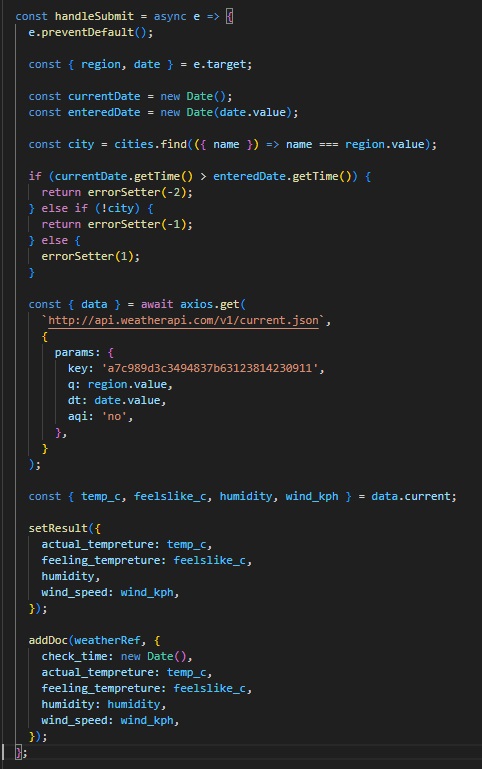 const handleSubmit = async e => {
e.preventDefault();
const { region, date } = e.target;
const currentDate = new Date();
const enteredDate = new Date(date.value);
const city = cities.find(({ name }) => name === region.value);
if (currentDate.getTime() > enteredDate.getTime()) {
return errorSetter(-2);
} else if (!city) {
return errorSetter(-1);
} else {
errorSetter(1);
}
const { data } = await axios.get(
`http://api.weatherapi.com/v1/current.json`,
{
params: {
key: 'a7c989d3c3494837b63123814230911',
q: region.value,
dt: date.value,
aqi: 'no',
},
}
);
const { temp_c, feelslike_c, humidity, wind_kph } = data.current;
setResult({
actual_tempreture: temp_c,
feeling_tempreture: feelslike_c,
humidity,
wind_speed: wind_kph,
});
addDoc(weatherRef, {
check_time: new Date(),
actual_tempreture: temp_c,
feeling_tempreture: feelslike_c,
humidity: humidity,
wind_speed: wind_kph,
});
};